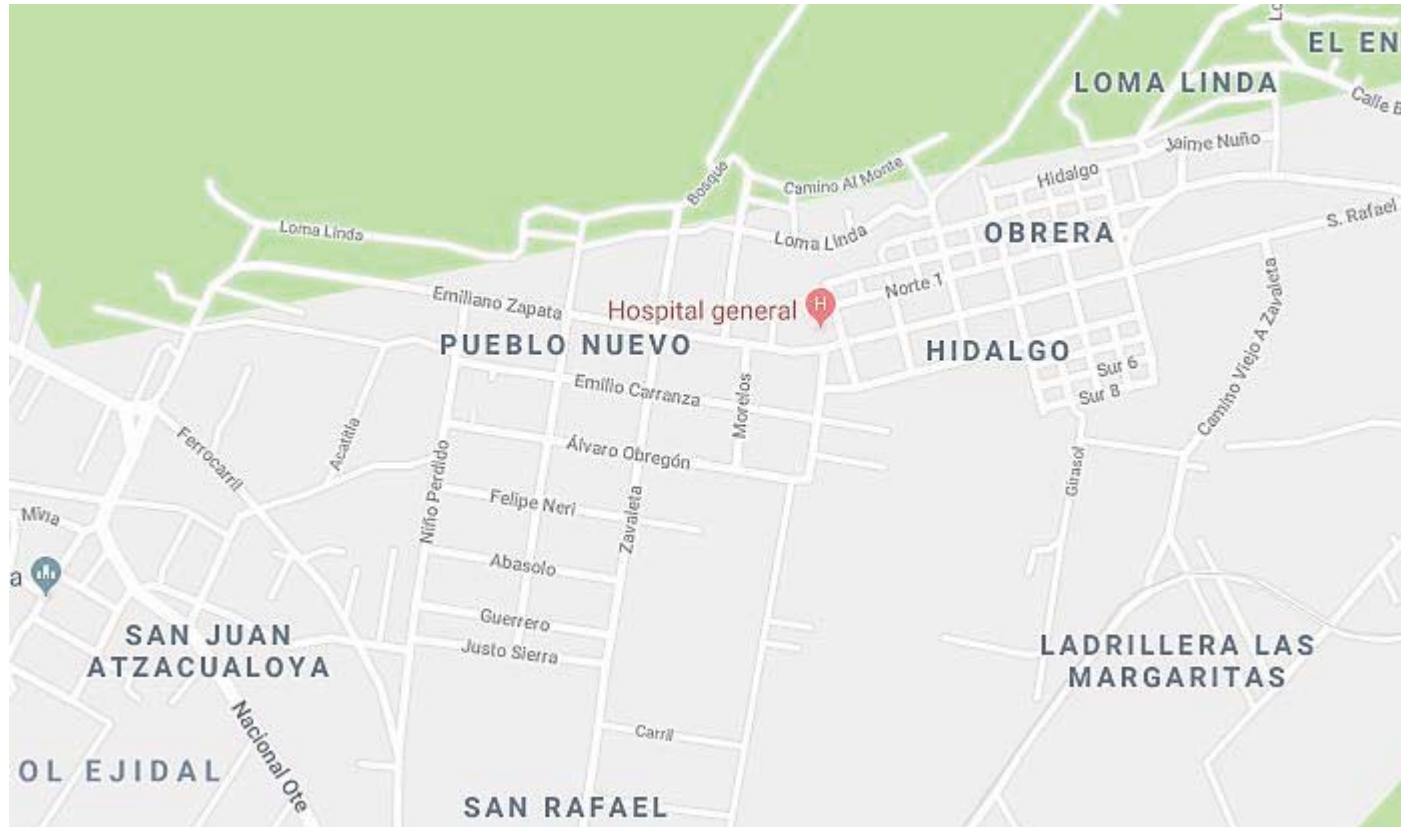 Lo
EL EN
LOMA LINDA
Calle B
Jaime Nuño
Hidalgo
Camino Al Monte
Bosque
OBRERA
S. Rafael
Loma Linda
Loma Linda
Norte 1
Camino Viejo A Zavaleta
Emiliano Zapata
Hospital general
H
PUEBLO NUEVO
HIDALGO
Sur 6
Sur 8
Emilio Carranza
Morelos
Acatitla
Ferrocarril
Álvaro Obregón
Niño Perdido
Girasol
Felipe Neri
Zavaleta
Mina
a
Abasolo
Guerrero
SAN JUAN
ATZACUALOYA
Justo Sierra
LADRILLERA LAS
MARGARITAS
Carril
Nacional Ote
OL EJIDAL
SAN RAFAEL